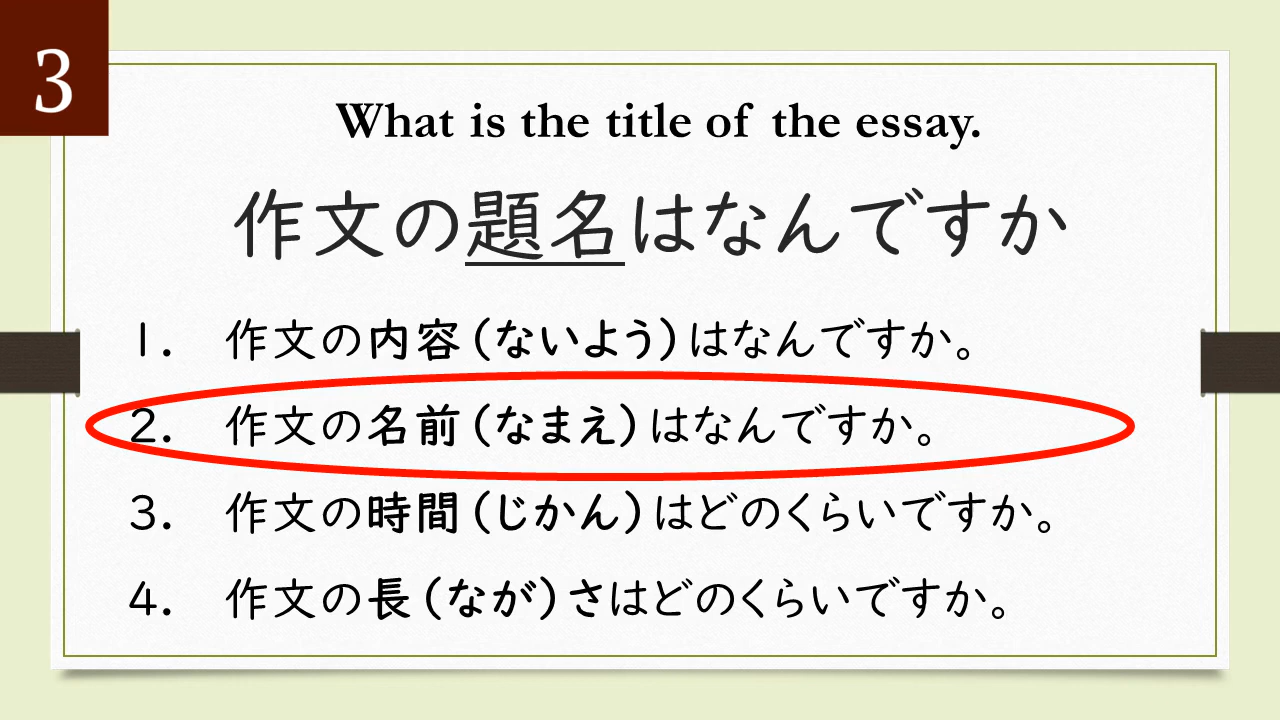 3
What is the title of the essay.
作文の題名はなんですか
1. 作文の内容(ないよう)はなんですか。
2. 作文の名前(なまえ)はなんですか。
3. 作文の時間(じかん)はどのくらいですか。
4. 作文の長(なが)さはどのくらいですか。